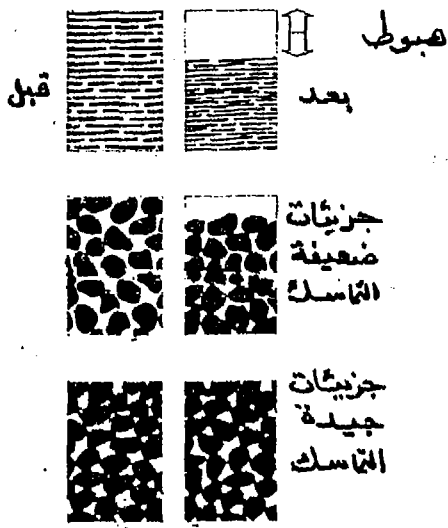 هبوط
قبل
بعد
جزيئات
ضعيفة
التماسك
جزيئات
جيدة
التماسك